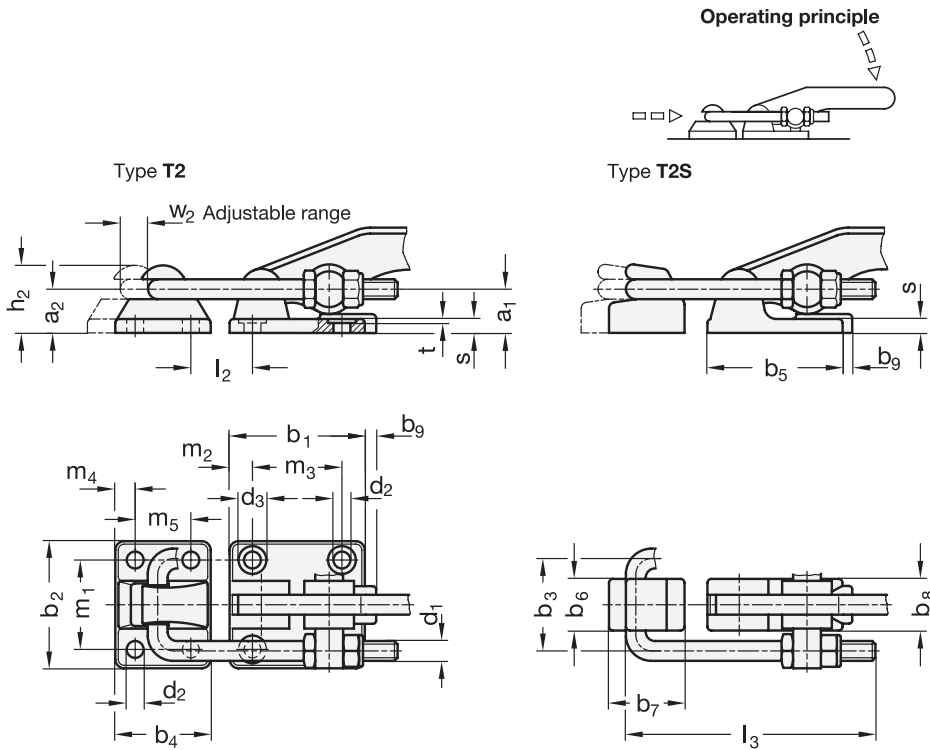 Operating principle
Type T2
Type T2S
w2 Adjustable range
h2
a2
l2
t
s
a1
s
b5
b9
b1
b9
m2
m3
m4
d3
d2
m5
b2
m1
d1
d2
b4
b3
b6
b8
b7
l3